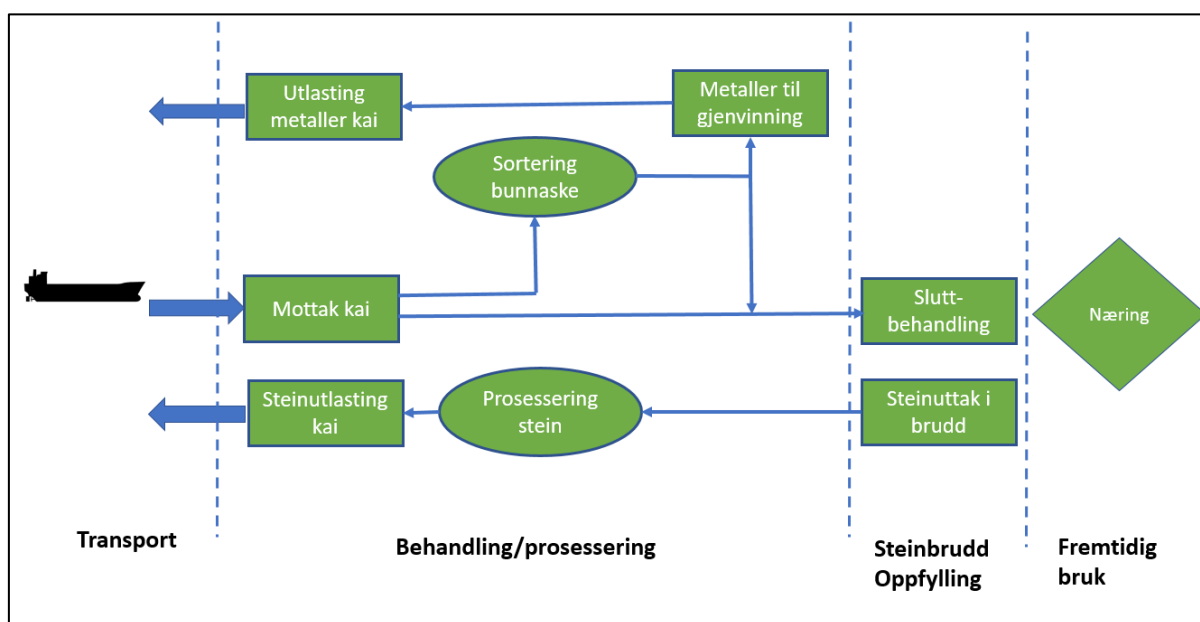 Utlasting
metaller kai
Metaller til
gjenvinning
Sortering
bunnaske
Mottak kai
Slutt-
behandling
Næring
Steinutlasting
kai
Prosessering
stein
Steinuttak i
brudd
Transport
Behandling/prosessering
Steinbrudd
Oppfylling
Fremtidig
bruk